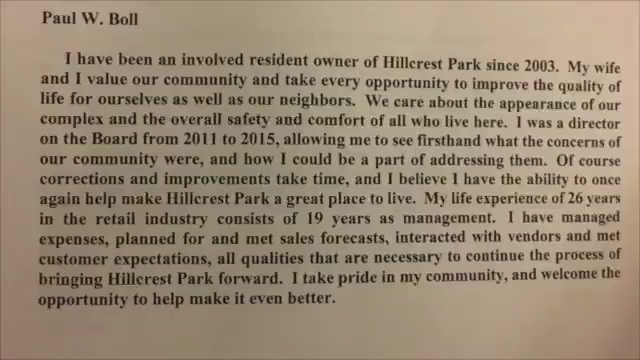 Paul W. Boll
I have been an involved resident owner of Hillcrest Park since 2003. My wife
and I value our community and take every opportunity to improve the quality of
life for ourselves as well as our neighbors. We care about the appearance of our
complex and the overall safety and comfort of all who live here. I was a director
on the Board from 2011 to 2015, allowing me to see firsthand what the concerns of
our community were, and how I could be a part of addressing them. Of course
corrections and improvements take time, and I believe I have the ability to once
again help make Hillcrest Park a great place to live. My life experience of 26 years
in the retail industry consists of 19 years as management. I have managed
expenses, planned for and met sales forecasts, interacted with vendors and met
customer expectations, all qualities that are necessary to continue the process of
bringing Hillcrest Park forward. I take pride in my community, and welcome the
opportunity to help make it even better.